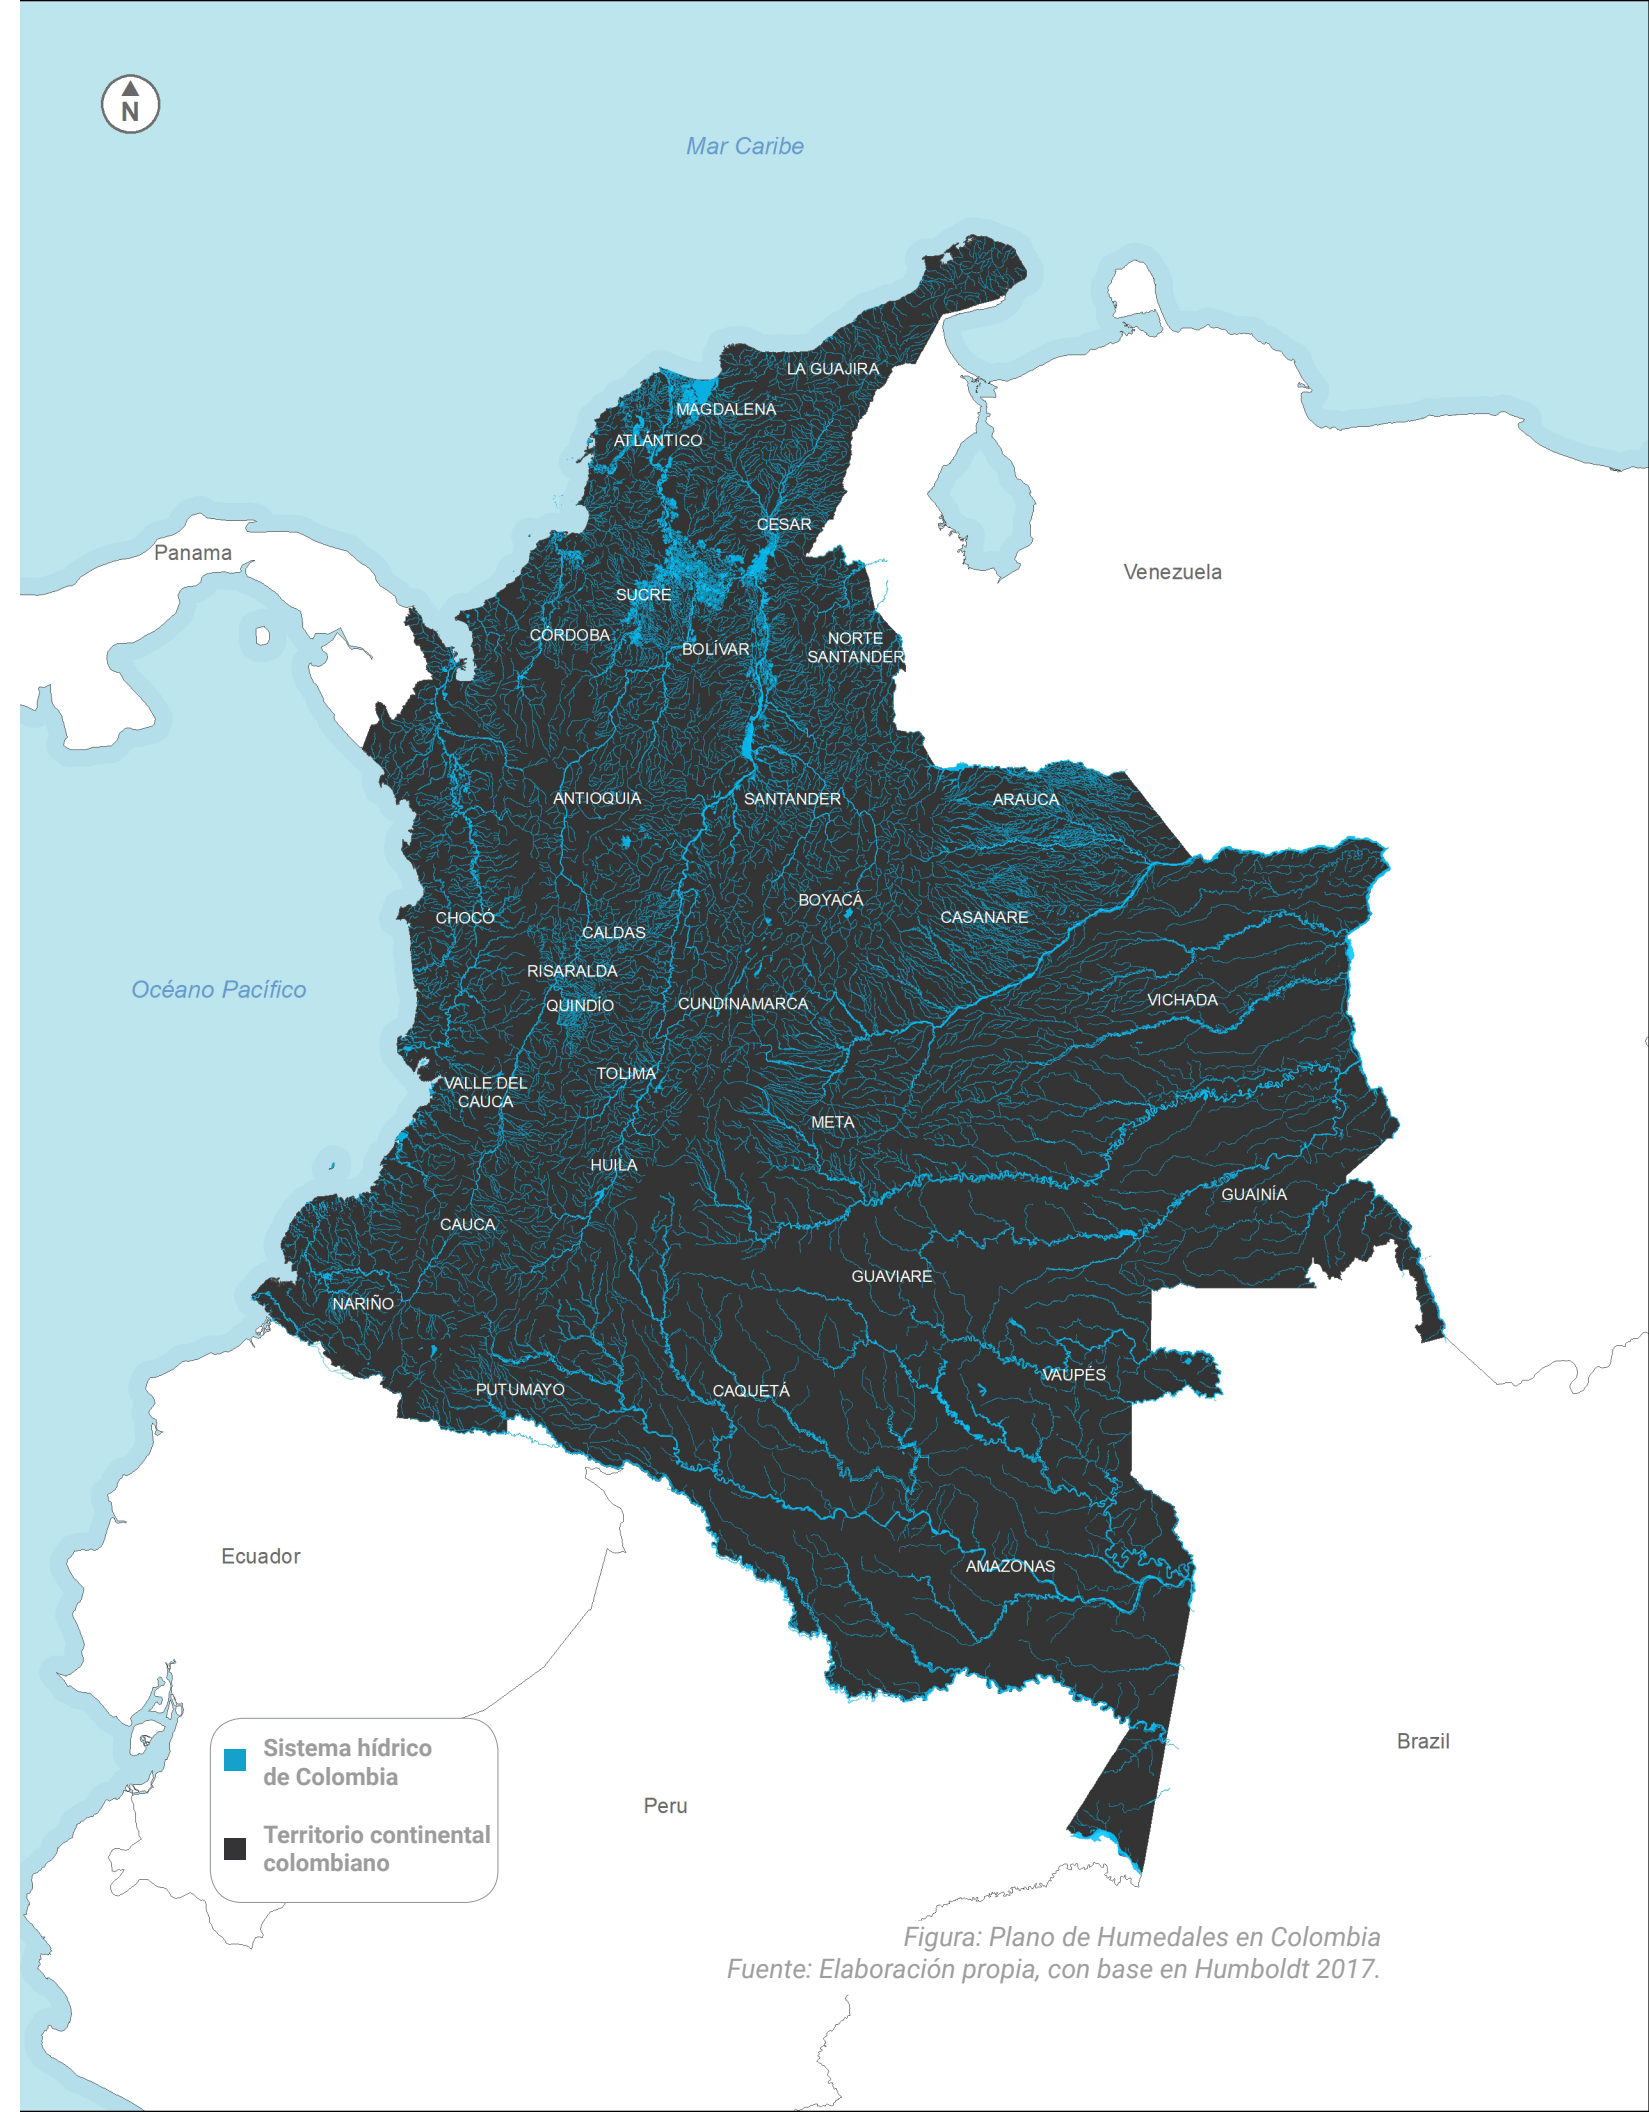 N
Mar Caribe
LA GUAJIRA
MAGDALENA
ATLÁNTICO
CESAR
Panama
Venezuela
SUCRE
CÓRDOBA
NORTE
SANTANDER
BOLÍVAR
ANTIOQUIA
SANTANDER
ARAUCA
BOYACÁ
CHOCÓ
CASANARE
CALDAS
RISARALDA
Océano Pacífico
QUINDÍO
CUNDINAMARCA
VICHADA
TOLIMA
VALLE DEL
CAUCA
META
HUILA
GUAINÍA
CAUCA
GUAVIARE
NARIÑO
VAUPÉS
PUTUMAYO
CAQUETÁ
Ecuador
AMAZONAS
Brazil
Sistema hídrico
de Colombia
Peru
Territorio continental
colombiano
Figura: Plano de Humedales en Colombia
Fuente: Elaboración propia, con base en Humboldt 2017.